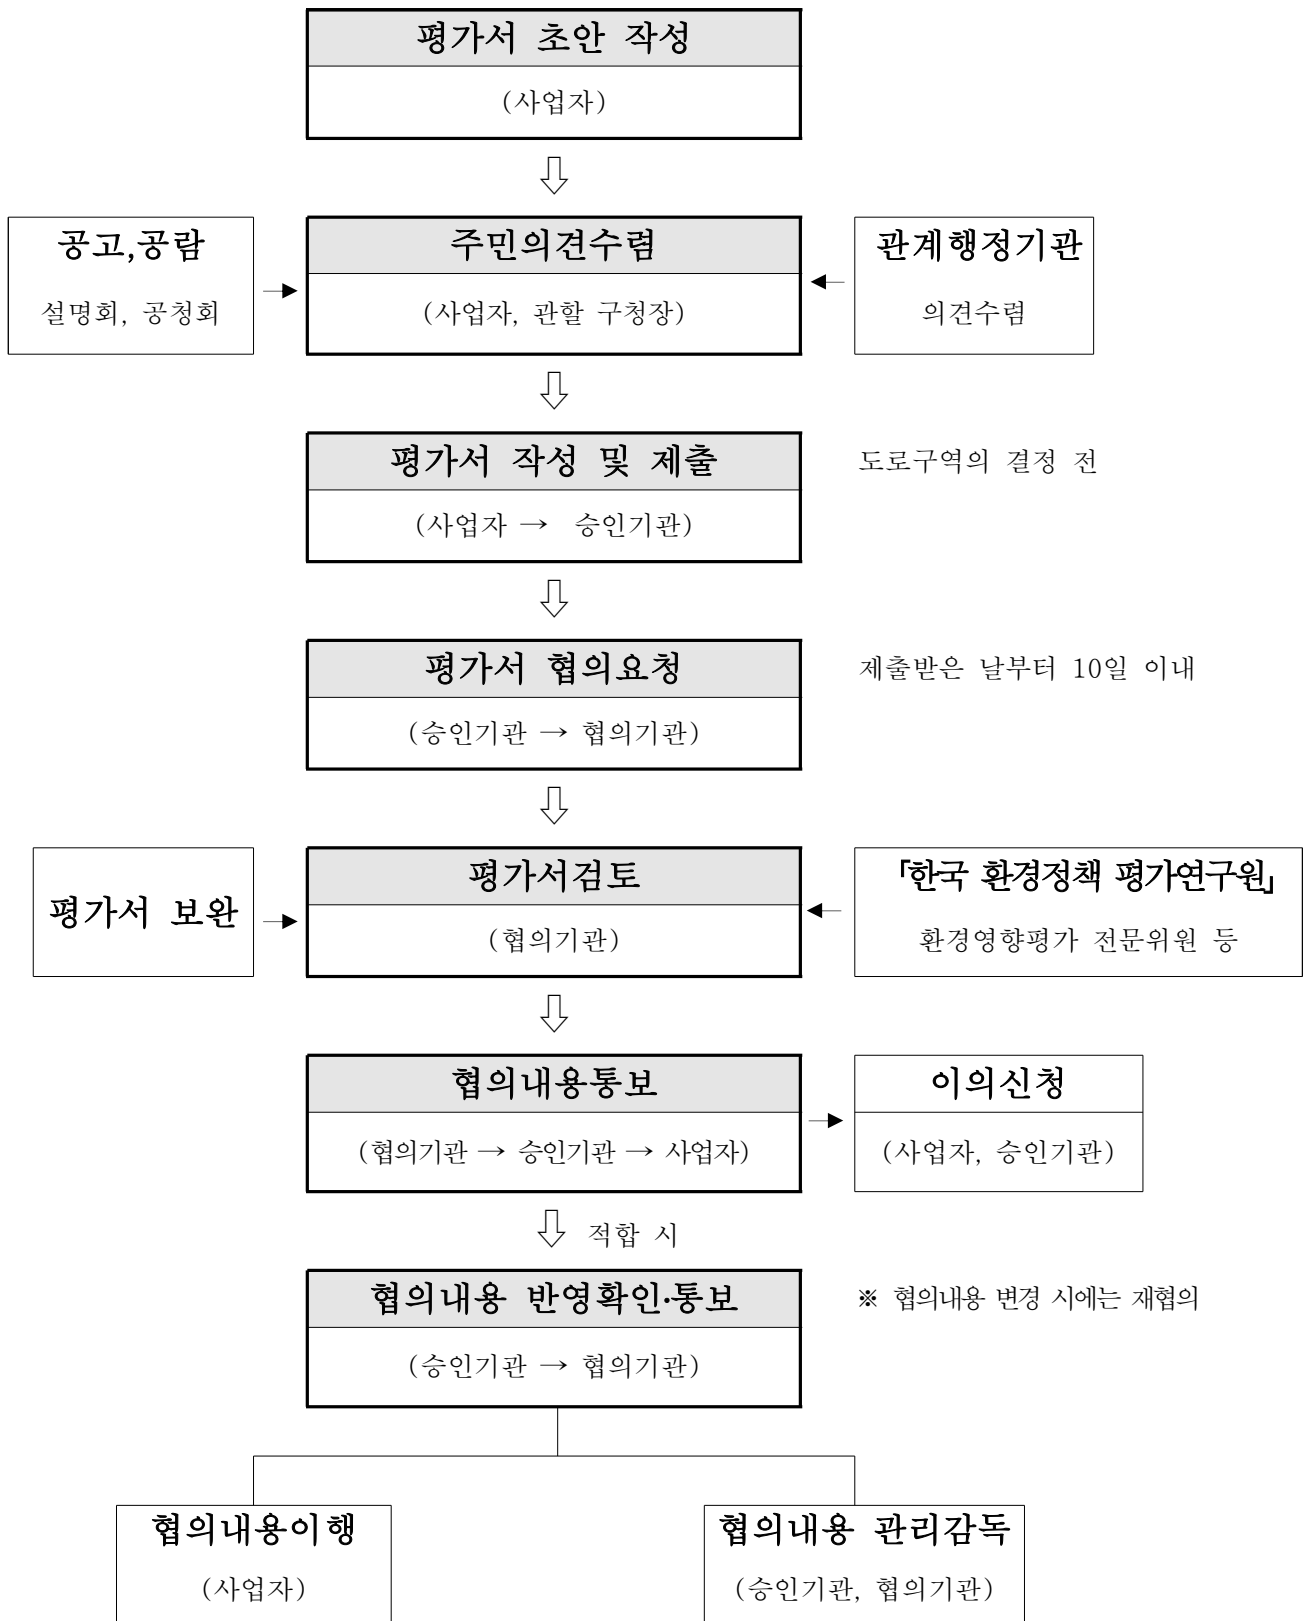 평가서 초안 작성
(사업자)
공고,공람
설명회, 공청회
주민의견수렴
(사업자, 관할 구청장)
관계행정기관
의견수렴
평가서 작성 및 제출
(사업자 → 승인기관)
도로구역의 결정 전
평가서 협의요청
(승인기관 → 협의기관)
제출받은 날부터 10일 이내
평가서 보완
평가서검토
(협의기관)
「한국 환경정책 평가연구원」
환경영향평가 전문위원 등
협의내용통보
(협의기관 → 승인기관 → 사업자)
이의신청
(사업자, 승인기관)
적합 시
협의내용 반영확인·통보
(승인기관 → 협의기관)
※ 협의내용 변경 시에는 재협의
협의내용이행
(사업자)
협의내용 관리감독
(승인기관, 협의기관)